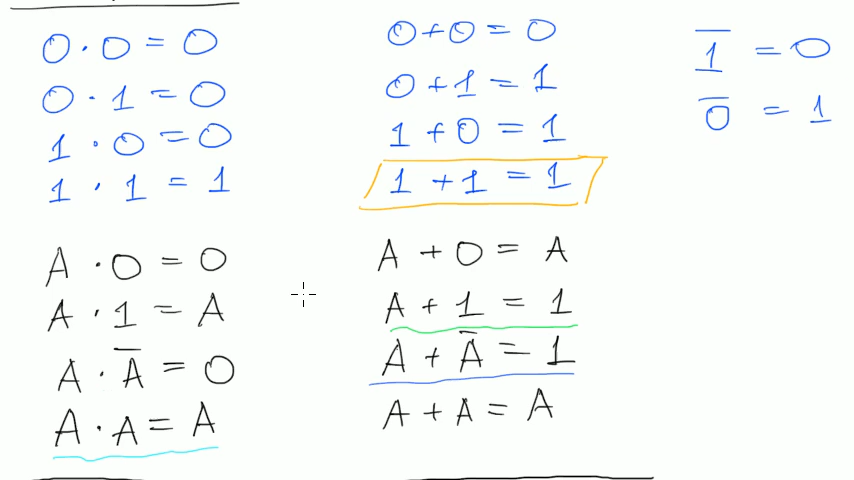 0 · 0 = 0
0 · 1 = 0
1 · 0 = 0
1 · 1 = 1
0 + 0 = 0
0 + 1 = 1
1 + 0 = 1
1 + 1 = 1
1̅ = 0
0̅ = 1
A · 0 = 0
A · 1 = A
A · A̅ = 0
A · A = A
A + 0 = A
A + 1 = 1
A + A̅ = 1
A + A = A